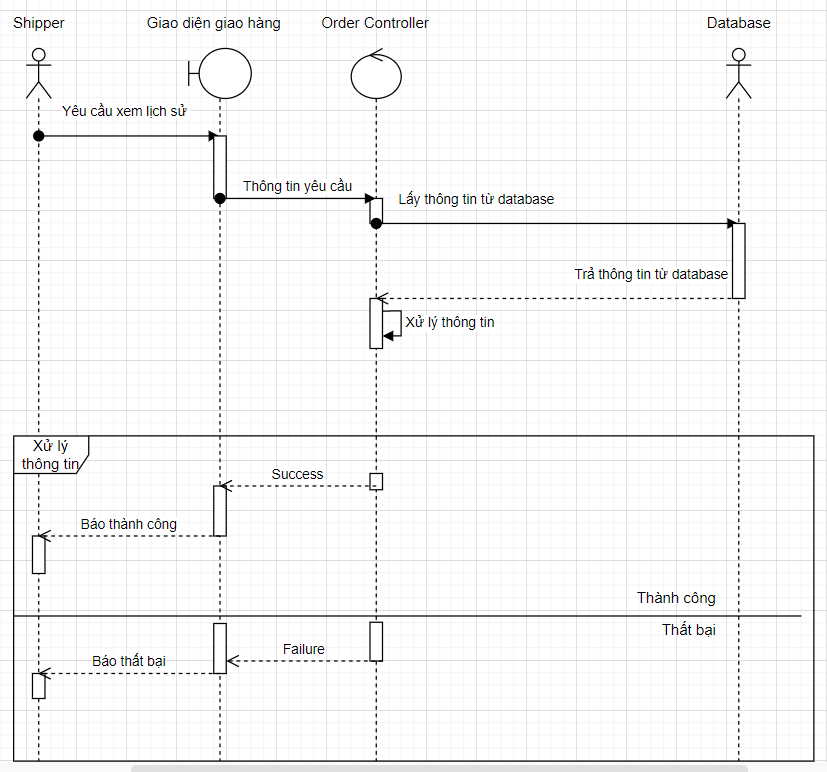 Shipper
Giao diện giao hàng
Order Controller
Database
Yêu cầu xem lịch sử
Thông tin yêu cầu
Lấy thông tin từ database
Trả thông tin từ database
Xử lý thông tin
Xử lý
thông tin
Success
Báo thành công
Thành công
Thất bại
Failure
Báo thất bại